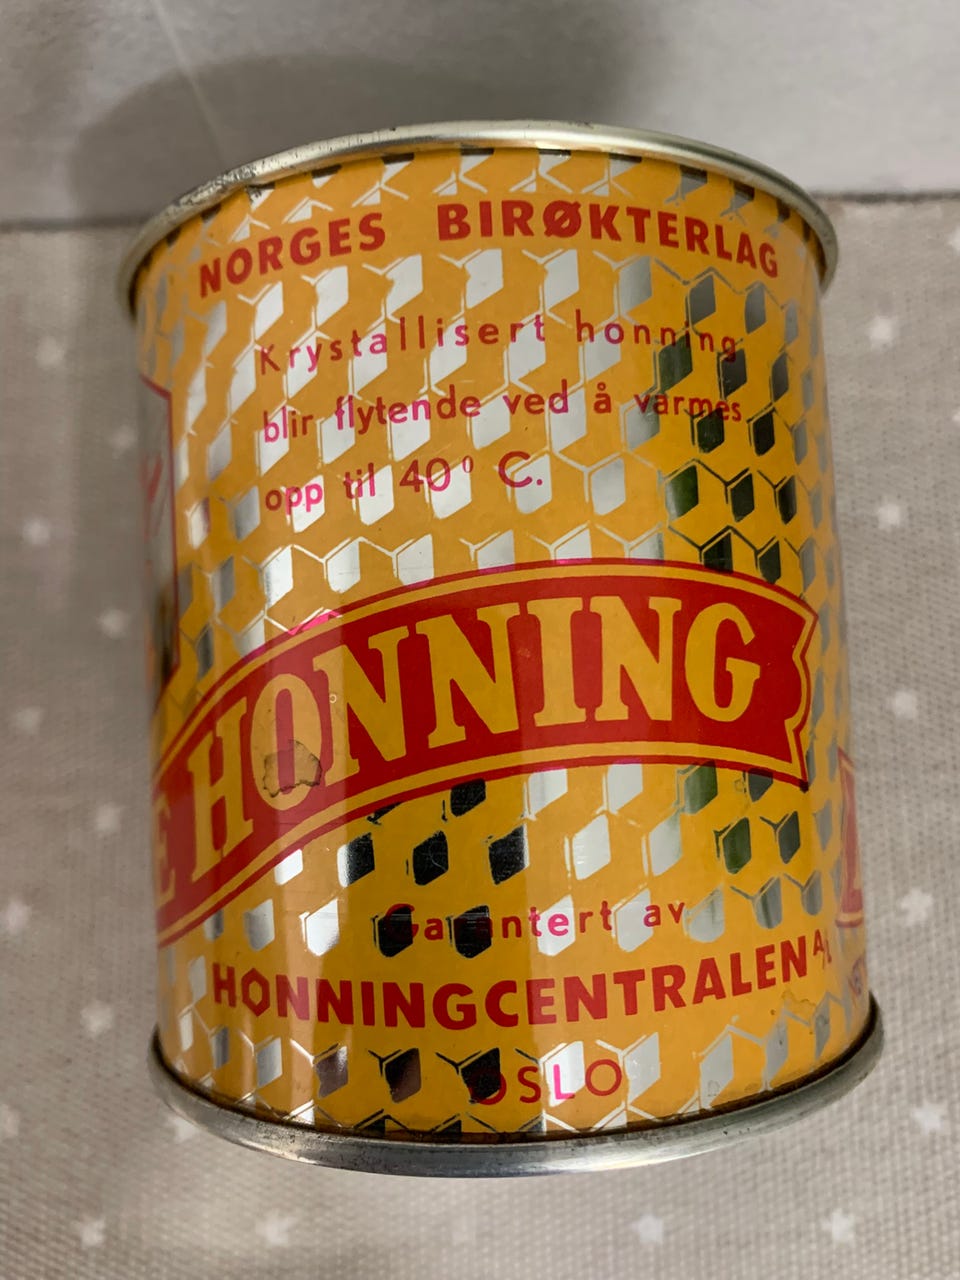 NORGES BIRØKTERLAG
Krystallisert honning
blir flytende ved å varmes
opp til 40° C.
E HONNING
Garantert av
HONNINGCENTRALEN A/L
OSLO